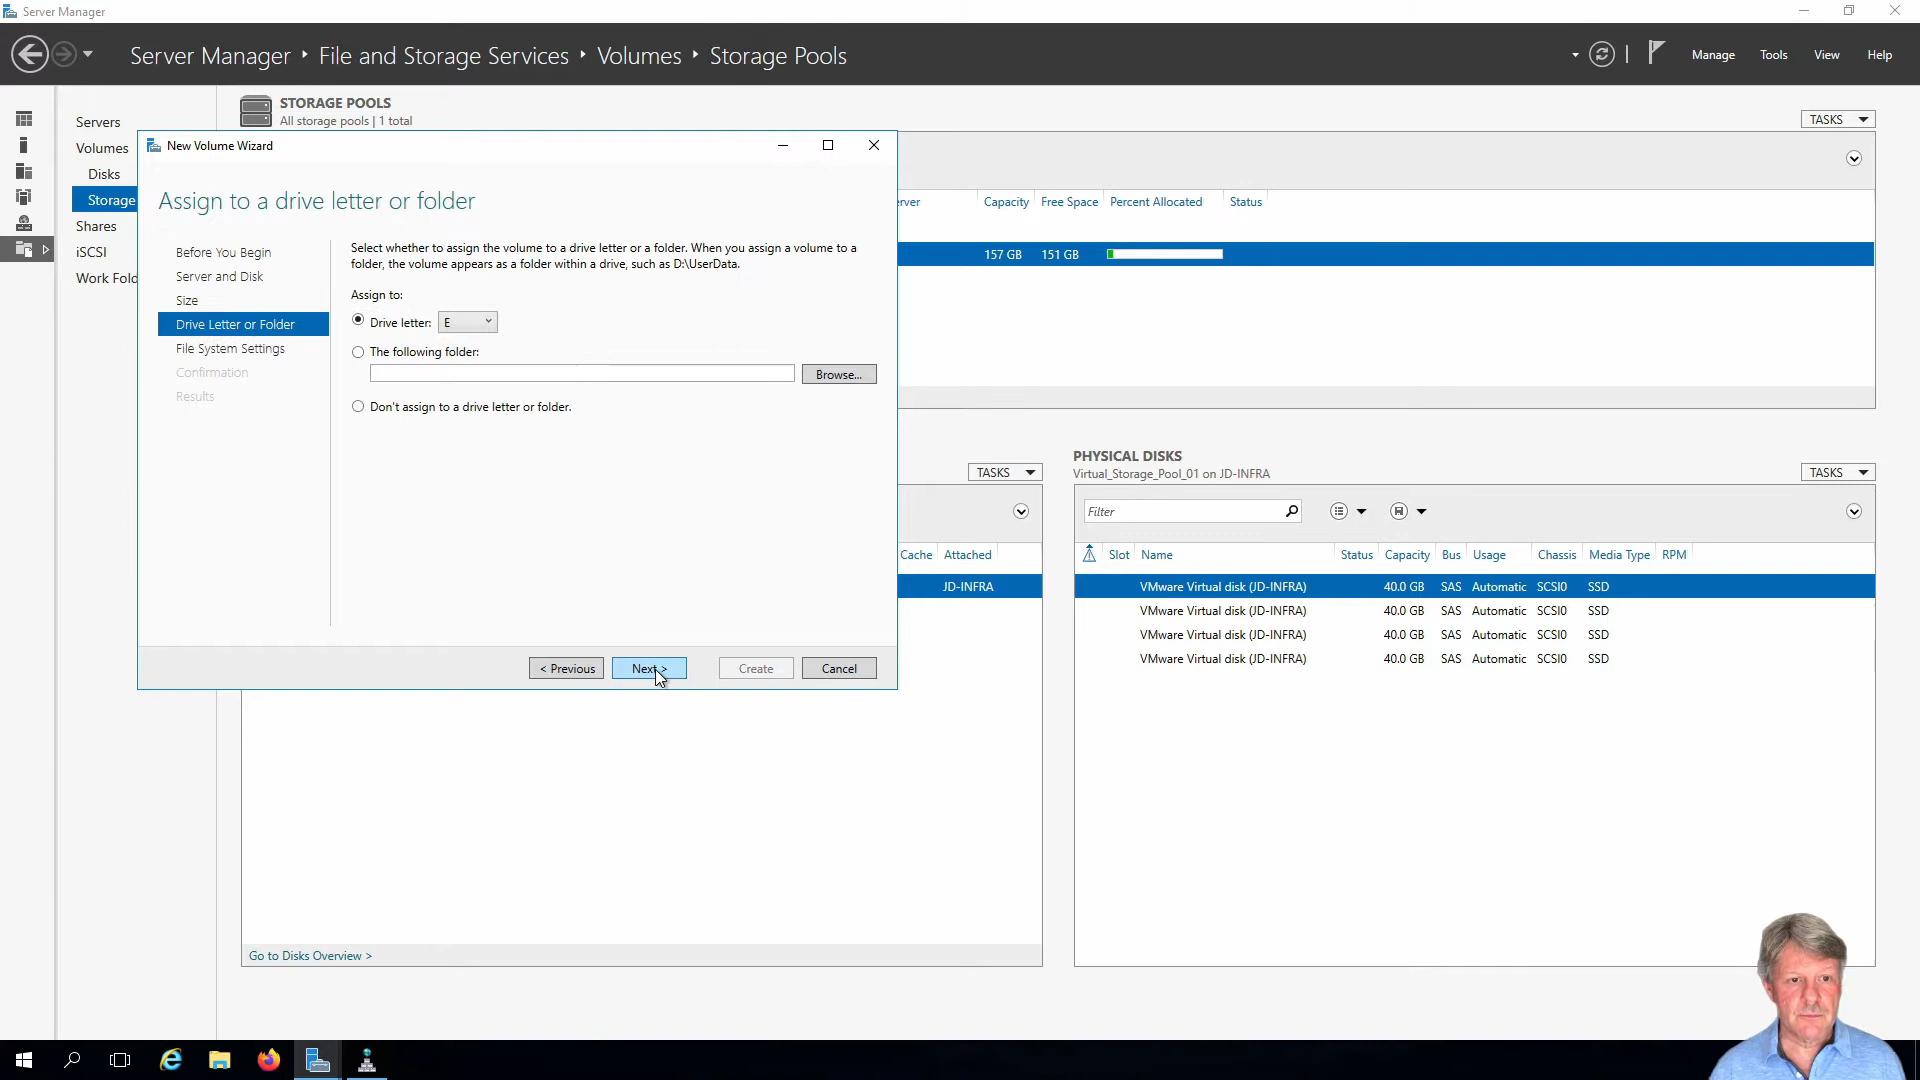 Server Manager
Server Manager ‣ File and Storage Services ‣ Volumes ‣ Storage Pools
Manage Tools View Help
Servers
Volumes
Disks
Storage
Shares
iSCSI
Work Fold
STORAGE POOLS
All storage pools | 1 total
TASKS
erver Capacity Free Space Percent Allocated Status
157 GB 151 GB
New Volume Wizard
Assign to a drive letter or folder
Before You Begin
Server and Disk
Size
Drive Letter or Folder
File System Settings
Confirmation
Results
Select whether to assign the volume to a drive letter or a folder. When you assign a volume to a
folder, the volume appears as a folder within a drive, such as D:\UserData.
Assign to:
Drive letter: E
The following folder:
Browse...
Don't assign to a drive letter or folder.
< Previous Next > Create Cancel
TASKS
Cache Attached
JD-INFRA
Go to Disks Overview >
PHYSICAL DISKS
Virtual_Storage_Pool_01 on JD-INFRA
TASKS
Filter
Slot Name Status Capacity Bus Usage Chassis Media Type RPM
VMware Virtual disk (JD-INFRA) 40.0 GB SAS Automatic SCSI0 SSD
VMware Virtual disk (JD-INFRA) 40.0 GB SAS Automatic SCSI0 SSD
VMware Virtual disk (JD-INFRA) 40.0 GB SAS Automatic SCSI0 SSD
VMware Virtual disk (JD-INFRA) 40.0 GB SAS Automatic SCSI0 SSD